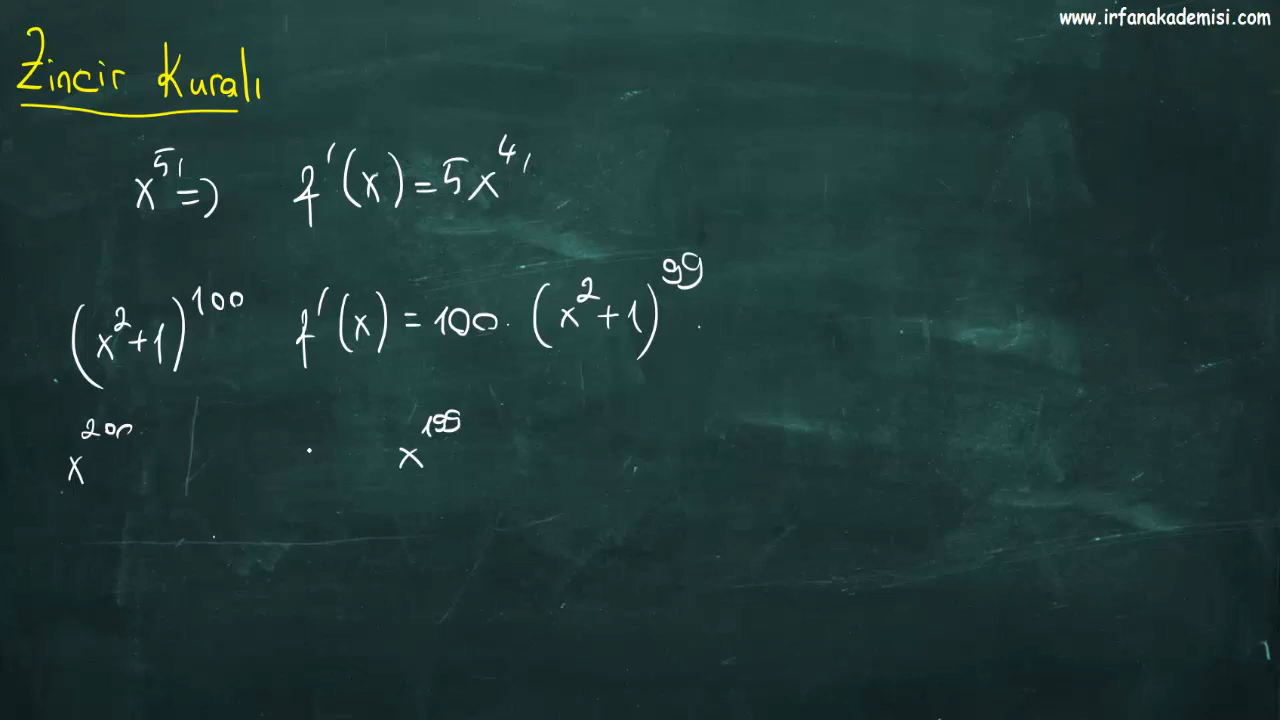 www.irfanakademisi.com
Zincir Kuralı
x⁵' => f'(x) = 5x⁴'
(x²+1)¹⁰⁰ f'(x) = 100 . (x²+1)⁹⁹ .
x²⁰⁰ x¹⁹⁹